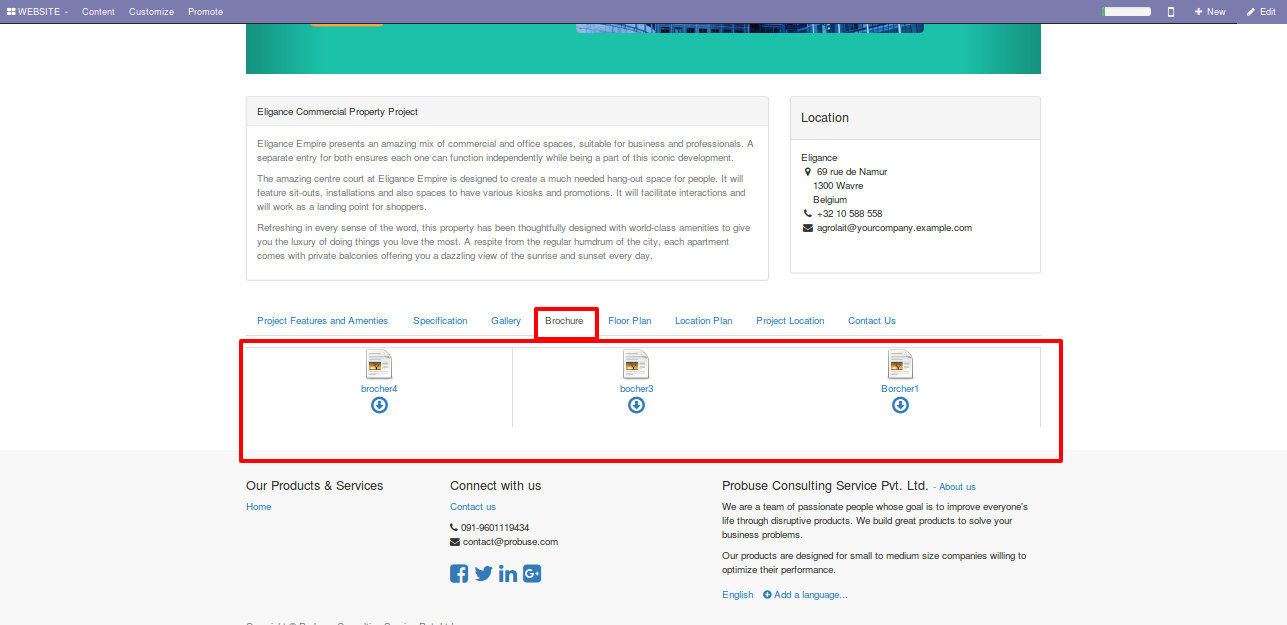 WEBSITE Content Customize Promote New Edit
Eligance Commercial Property Project
Eligance Empire presents an amazing mix of commercial and office spaces, suitable for business and professionals. A
separate entry for both ensures each one can function independently while being a part of this iconic development.
The amazing centre court at Eligance Empire is designed to create a much needed hang-out space for people. It will
feature sit-outs, installations and also spaces to have various kiosks and promotions. It will facilitate interactions and
will work as a landing point for shoppers.
Refreshing in every sense of the word, this property has been thoughtfully designed with world-class amenities to give
you the luxury of doing things you love the most. A respite from the regular humdrum of the city, each apartment
comes with private balconies offering you a dazzling view of the sunrise and sunset every day.
Location
Eligance
69 rue de Namur
1300 Wavre
Belgium
+32 10 588 558
agrolait@yourcompany.example.com
Project Features and Amenties Specification Gallery Brochure Floor Plan Location Plan Project Location Contact Us
brocher4 bocher3 Borcher1
Our Products & Services
Home
Connect with us
Contact us
091-9601119434
contact@probuse.com
Probuse Consulting Service Pvt. Ltd. - About us
We are a team of passionate people whose goal is to improve everyone's
life through disruptive products. We build great products to solve your
business problems.
Our products are designed for small to medium size companies willing to
optimize their performance.
English Add a language...